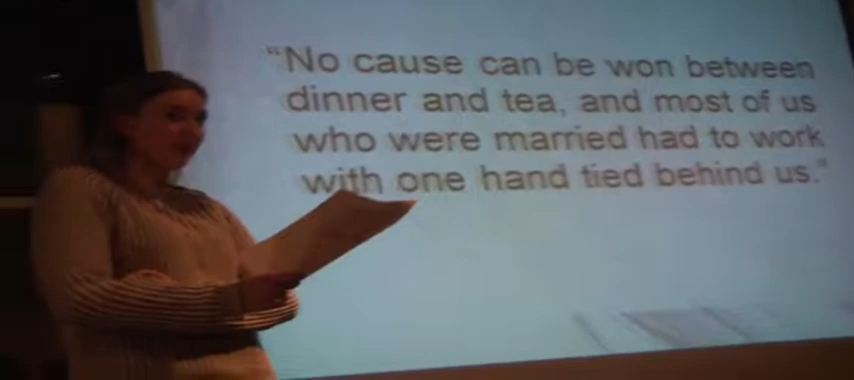 “No cause can be won between
dinner and tea, and most of us
who were married had to work
with one hand tied behind us.”